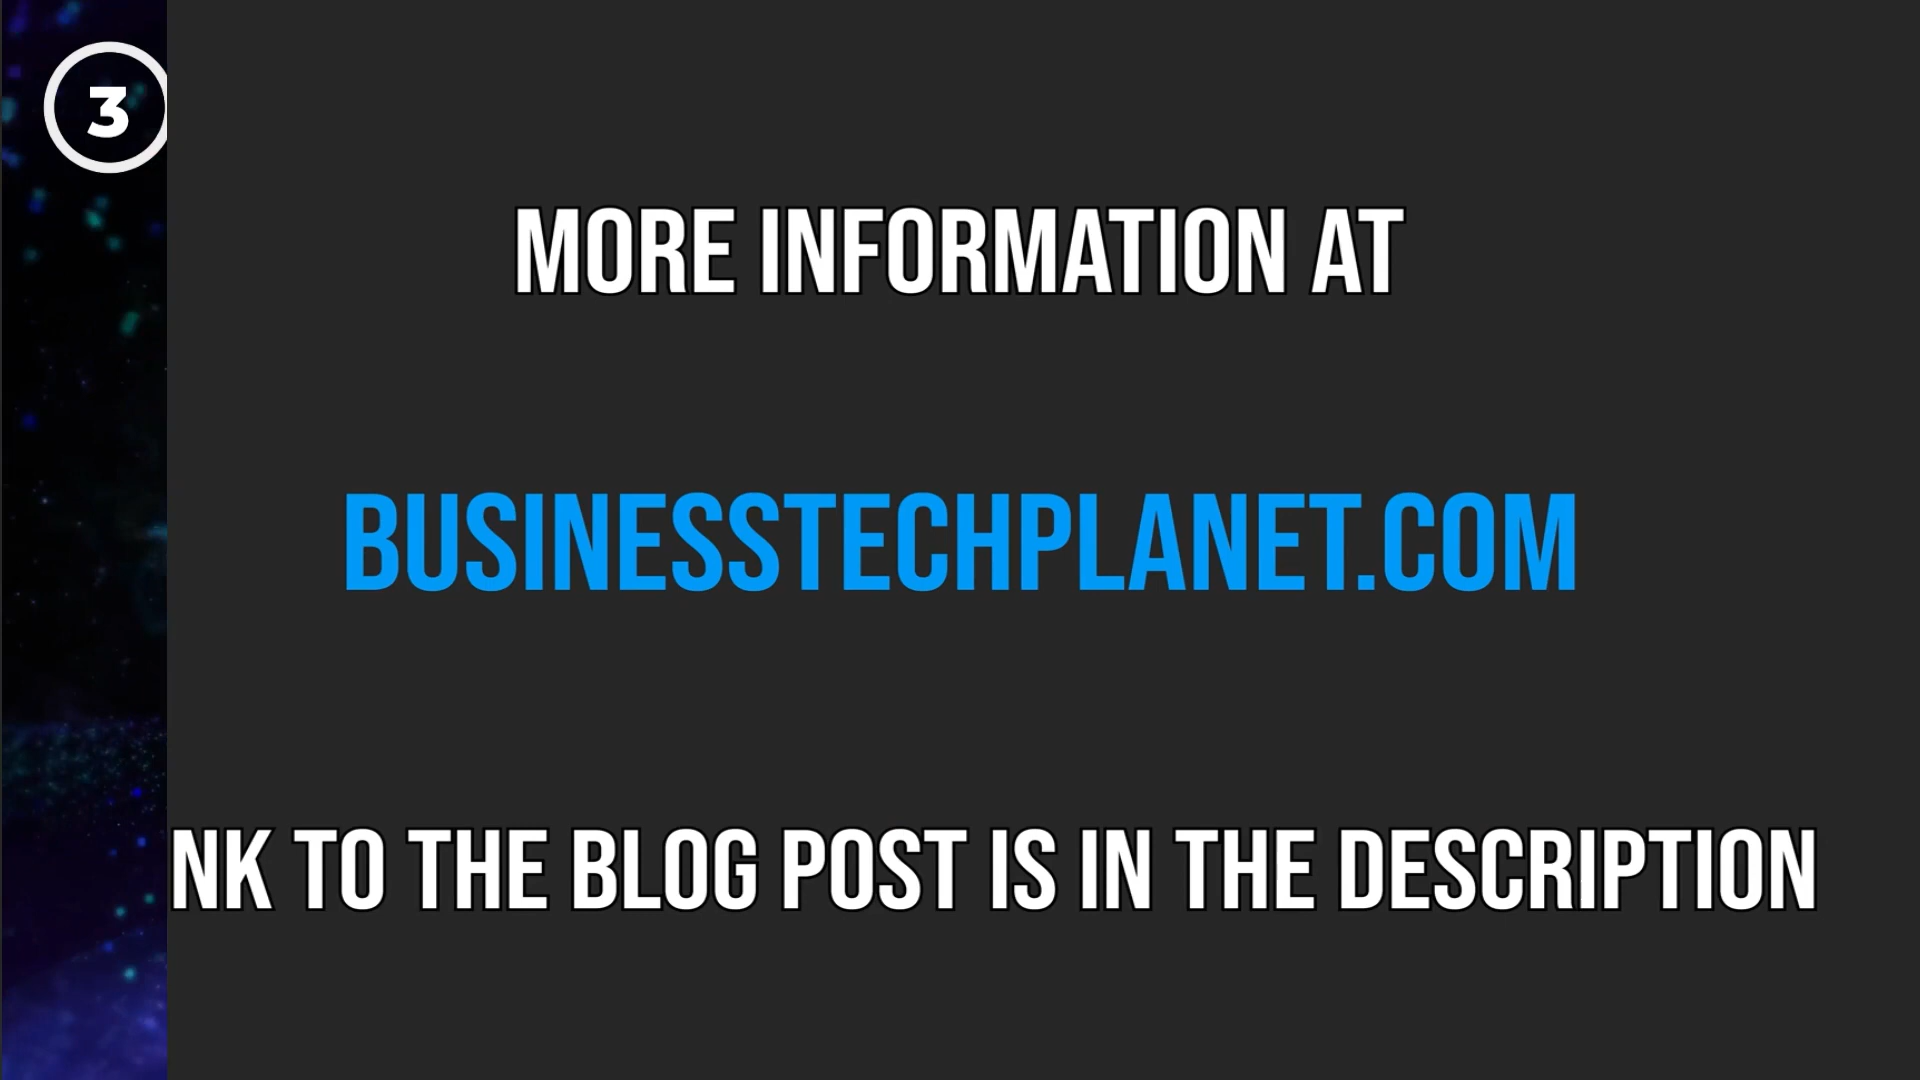 3
MORE INFORMATION AT
BUSINESSTECHPLANET.COM
NK TO THE BLOG POST IS IN THE DESCRIPTION